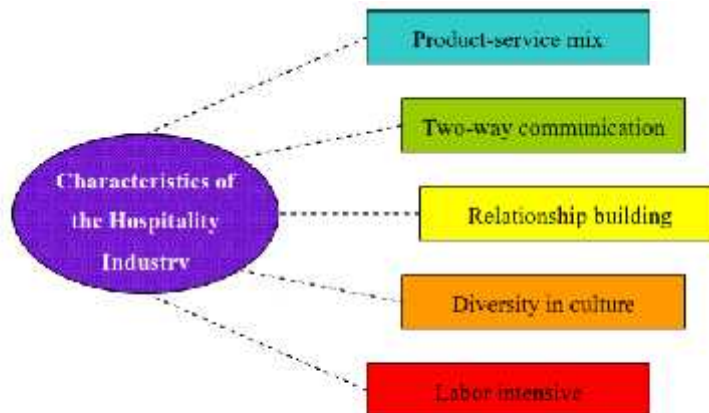 Product-service mix
Two-way communication
Characteristics of
the Hospitality
Industry
Relationship building
Diversity in culture
Labor intensive